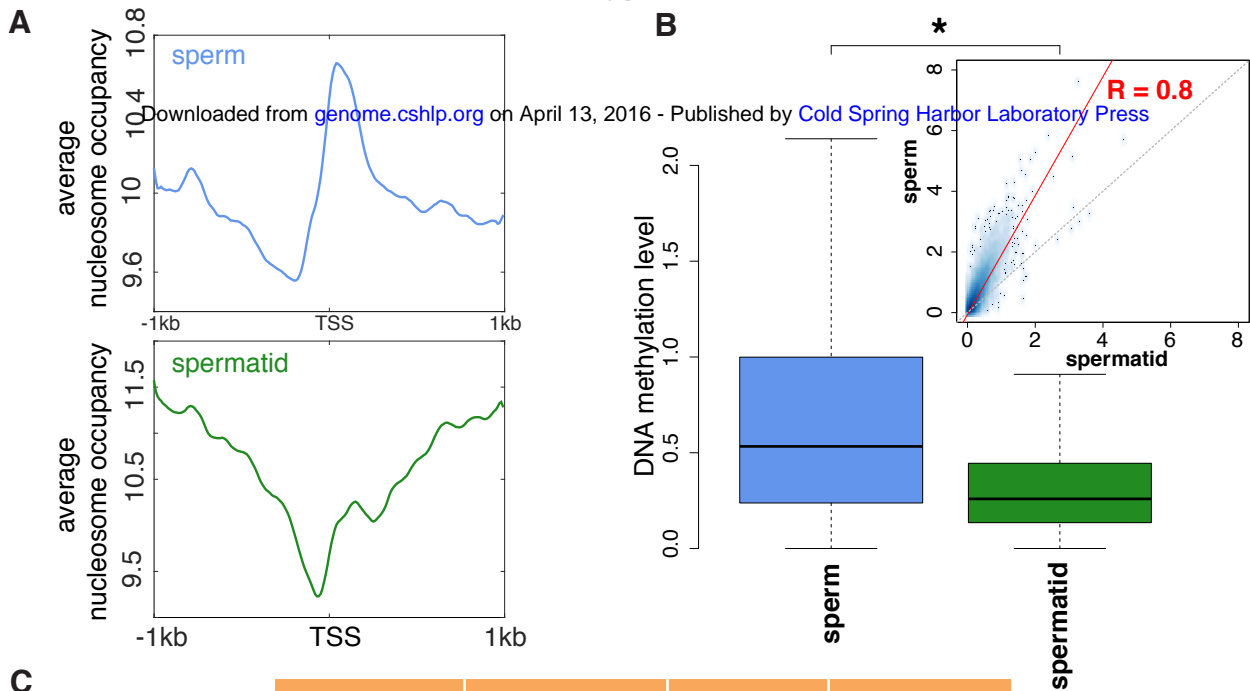 A
B
sperm
10.8
10.4
10
9.6
average
nucleosome occupancy
-1kb
TSS
1kb
Downloaded from genome.cshlp.org on April 13, 2016 - Published by Cold Spring Harbor Laboratory Press
spermatid
11.5
10.5
9.5
average
nucleosome occupancy
-1kb
TSS
1kb
*
DNA methylation level
2.0
1.5
1.0
0.5
0.0
sperm
spermatid
R = 0.8
sperm
8
6
4
2
0
0
2
4
6
8
spermatid
C